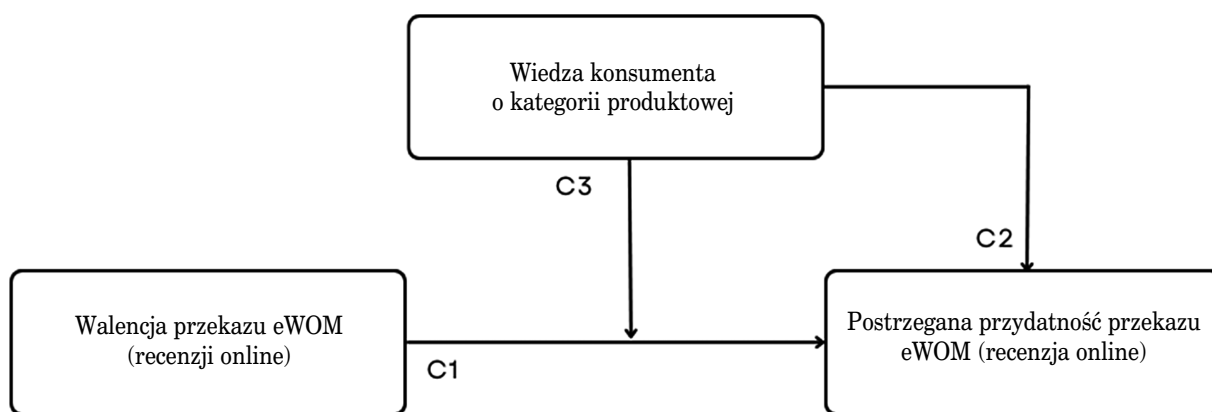 Wiedza konsumenta
o kategorii produktowej
C3
C2
Walencja przekazu eWOM
(recenzji online)
C1
Postrzegana przydatność przekazu
eWOM (recenzja online)